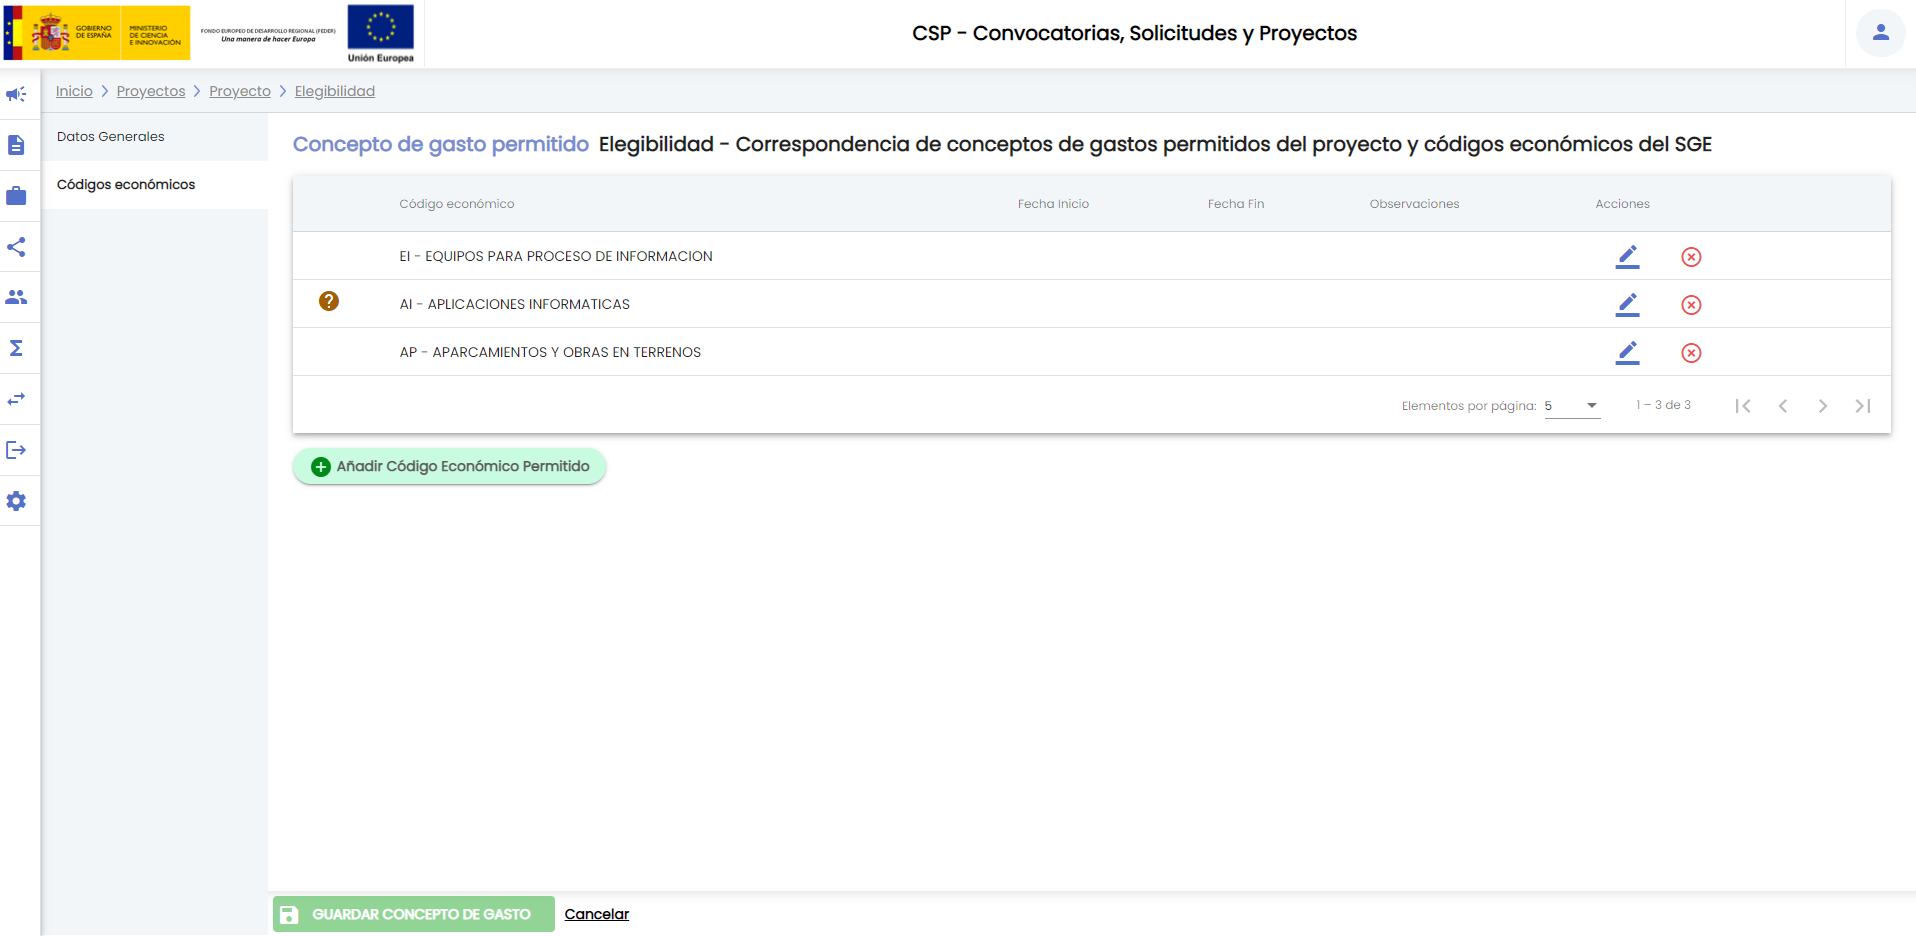 GOBIERNO
DE ESPAÑA
MINISTERIO
DE CIENCIA
E INNOVACIÓN
FONDO EUROPEO DE DESARROLLO REGIONAL (FEDER)
Una manera de hacer Europa
Unión Europea
CSP - Convocatorias, Solicitudes y Proyectos
Inicio > Proyectos > Proyecto > Elegibilidad
Datos Generales
Códigos económicos
Concepto de gasto permitido Elegibilidad - Correspondencia de conceptos de gastos permitidos del proyecto y códigos económicos del SGE
Código económico Fecha Inicio Fecha Fin Observaciones Acciones
EI - EQUIPOS PARA PROCESO DE INFORMACION
AI - APLICACIONES INFORMATICAS
AP - APARCAMIENTOS Y OBRAS EN TERRENOS
Elementos por página: 5 1 – 3 de 3
Añadir Código Económico Permitido
GUARDAR CONCEPTO DE GASTO Cancelar